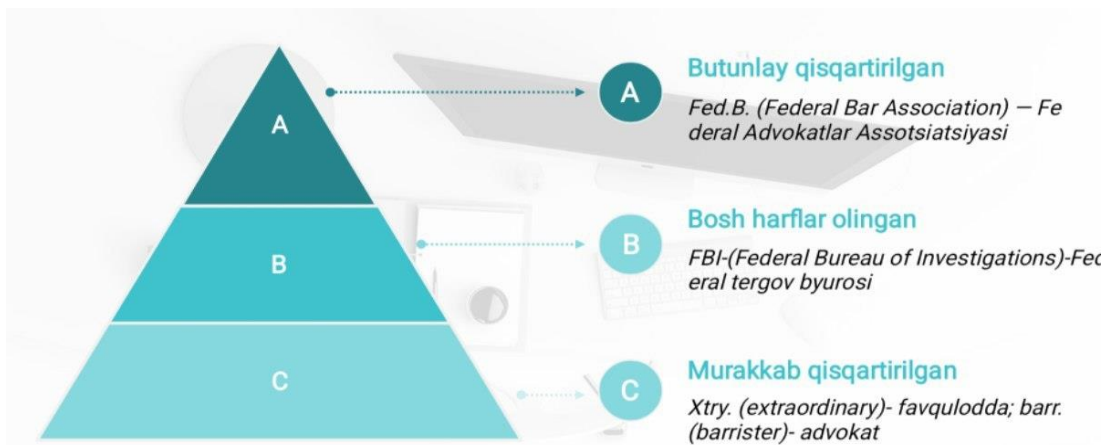 A
B
C
A
Butunlay qisqartirilgan
Fed.B. (Federal Bar Association) — Fe
deral Advokatlar Assotsiatsiyasi
B
Bosh harflar olingan
FBI-(Federal Bureau of Investigations)-Fed
eral tergov byurosi
C
Murakkab qisqartirilgan
Xtry. (extraordinary)- favqulodda; barr.
(barrister)- advokat